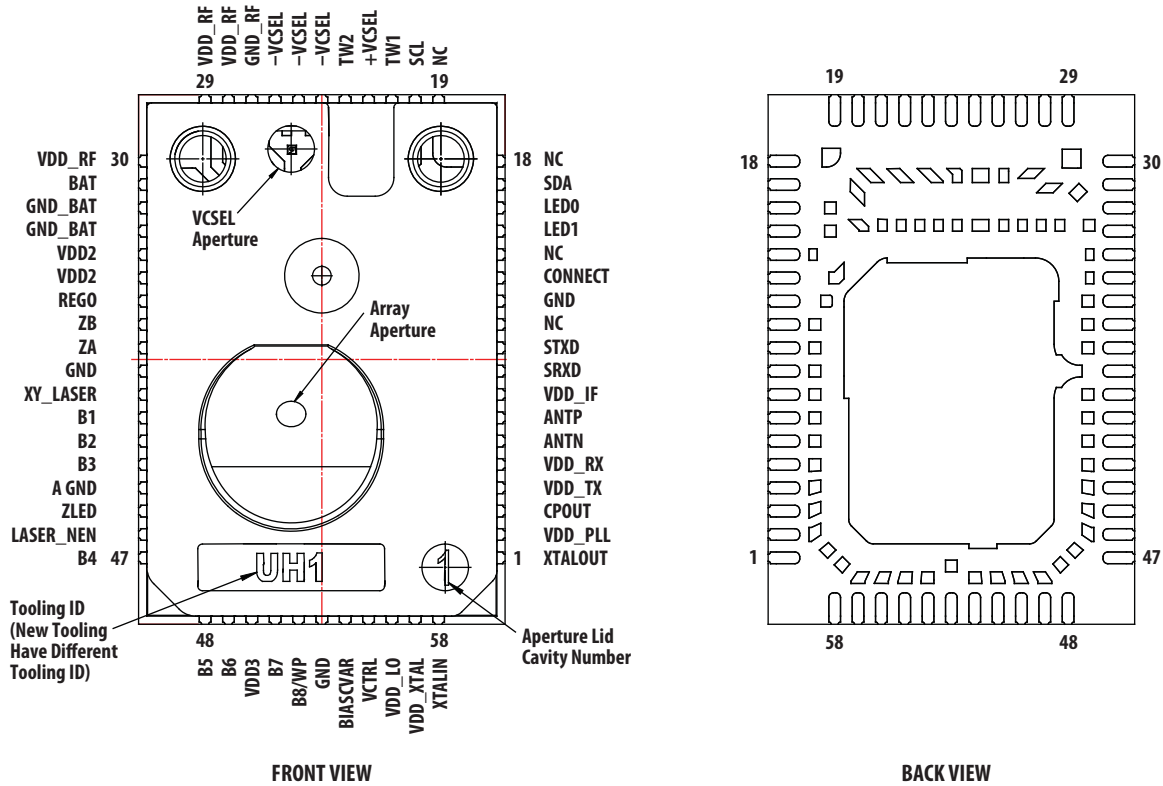 VDD_RF
VDD_RF
GND_RF
–VCSEL
–VCSEL
–VCSEL
TW2
+VCSEL
TW1
SCL
NC
29
19
19
29
VDD_RF 30
BAT
GND_BAT
GND_BAT
VDD2
VDD2
REGO
ZB
ZA
GND
XY_LASER
B1
B2
B3
A GND
ZLED
LASER_NEN
B4 47
VCSEL
Aperture
Array
Aperture
18 NC
SDA
LED0
LED1
NC
CONNECT
GND
NC
STXD
SRXD
VDD_IF
ANTP
ANTN
VDD_RX
VDD_TX
CPOUT
VDD_PLL
1 XTALOUT
18
30
1
47
UH1
1
Tooling ID
(New Tooling
Have Different
Tooling ID)
Aperture Lid
Cavity Number
48
58
58
48
B5
B6
VDD3
B7
B8/WP
GND
BIASCVAR
VCTRL
VDD_LO
VDD_XTAL
XTALIN
FRONT VIEW
BACK VIEW